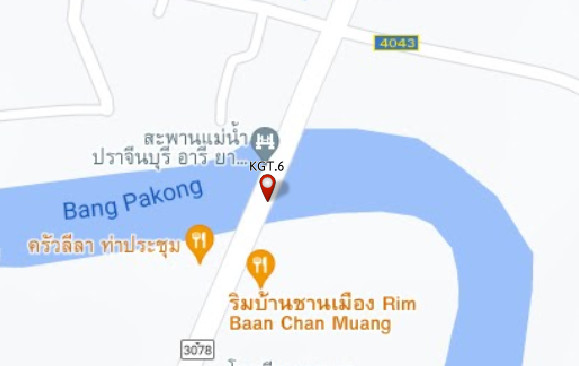 4043
สะพานแม่น้ำ
ปราจีนบุรี อารี ยา...
KGT.6
Bang Pakong
ครัวลีลา ท่าประชุม
ริมบ้านชานเมือง Rim
Baan Chan Muang
3078